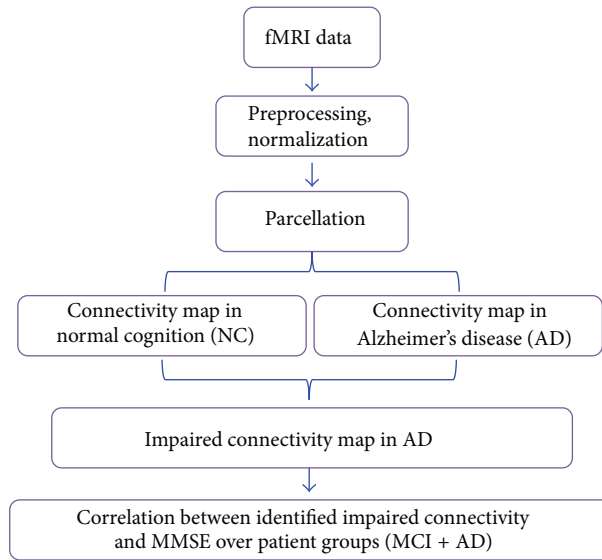 fMRI data
Preprocessing,
normalization
Parcellation
Connectivity map in
normal cognition (NC)
Connectivity map in
Alzheimer's disease (AD)
Impaired connectivity map in AD
Correlation between identified impaired connectivity
and MMSE over patient groups (MCI + AD)